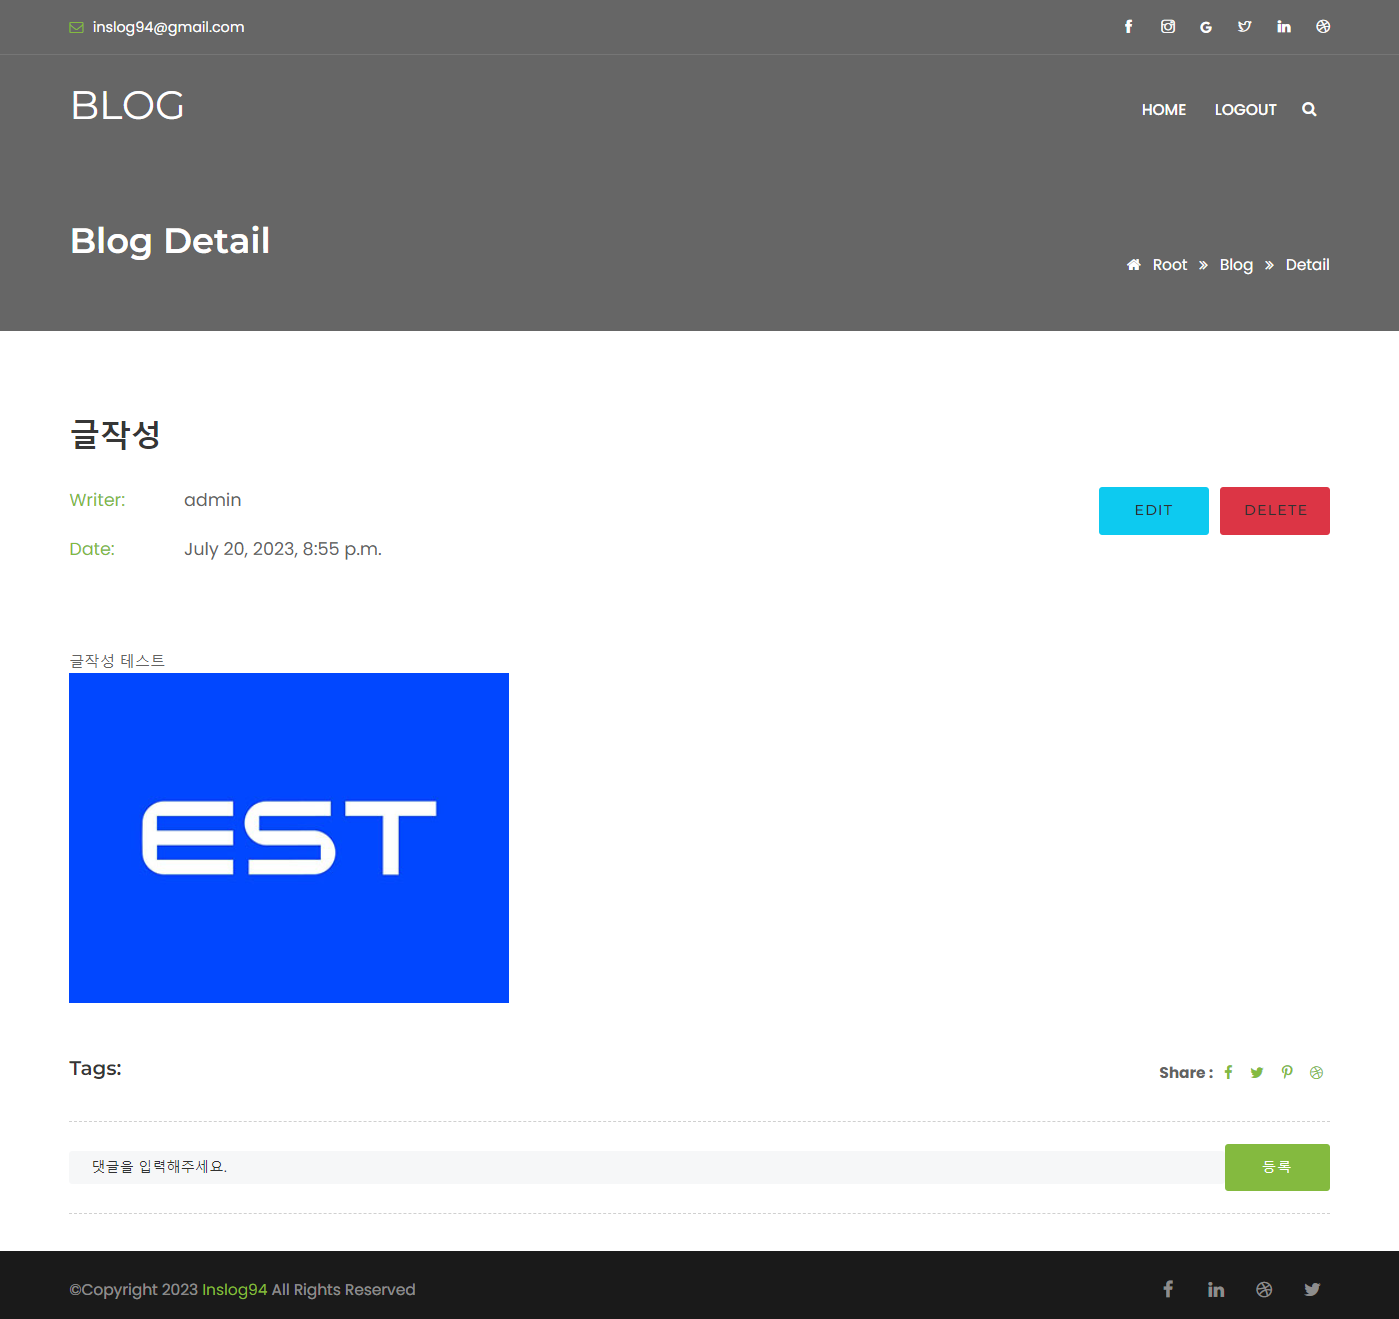 inslog94@gmail.com
BLOG
HOME LOGOUT
Blog Detail
Root » Blog » Detail
글작성
Writer: admin
EDIT DELETE
Date: July 20, 2023, 8:55 p.m.
글작성 테스트
EST
Tags:
Share :
댓글을 입력해주세요.
등록
©Copyright 2023 Inslog94 All Rights Reserved